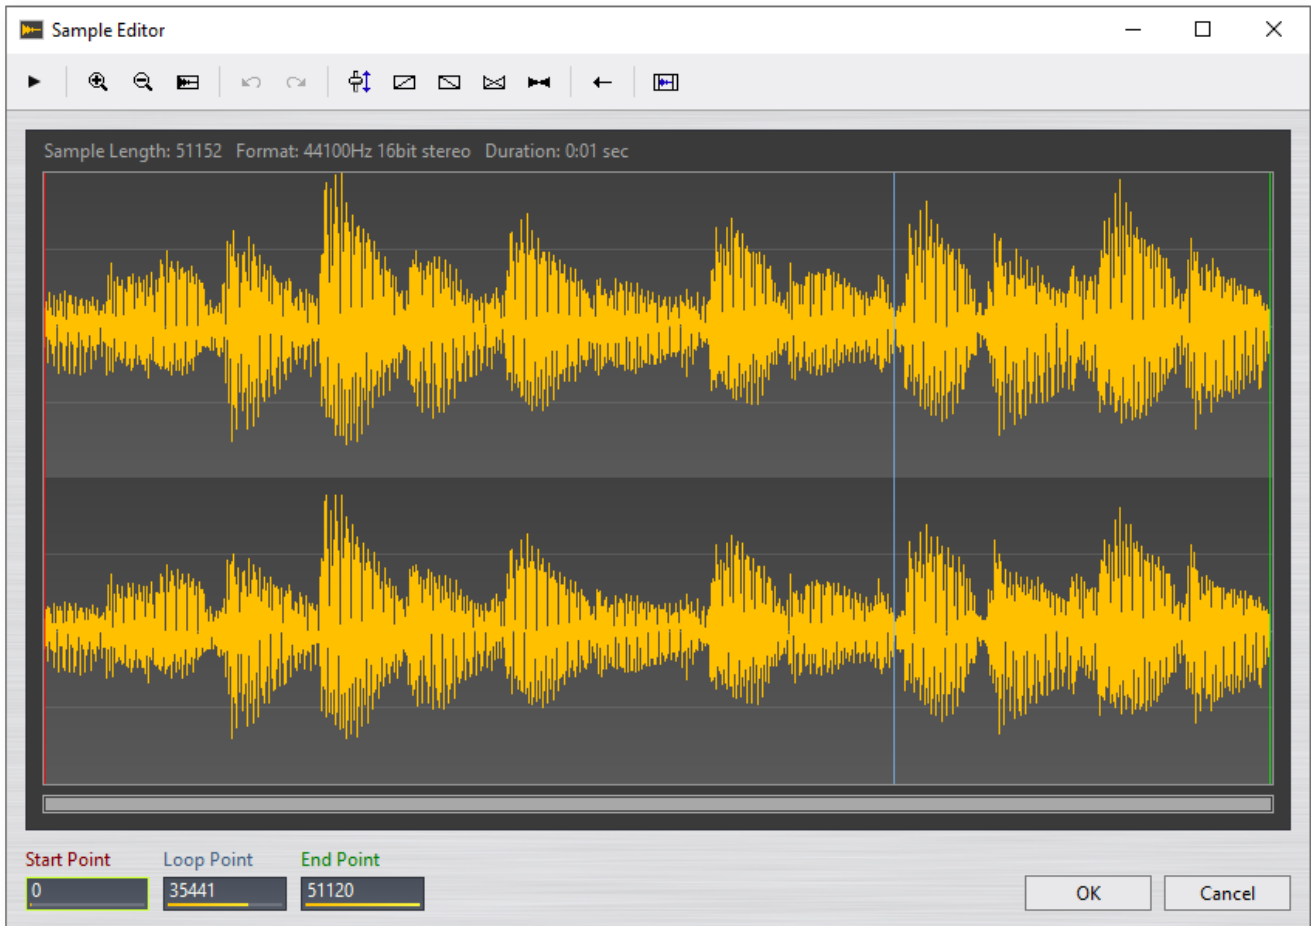 Sample Editor
Sample Length: 51152 Format: 44100Hz 16bit stereo Duration: 0:01 sec
Start Point Loop Point End Point
0 35441 51120
OK Cancel